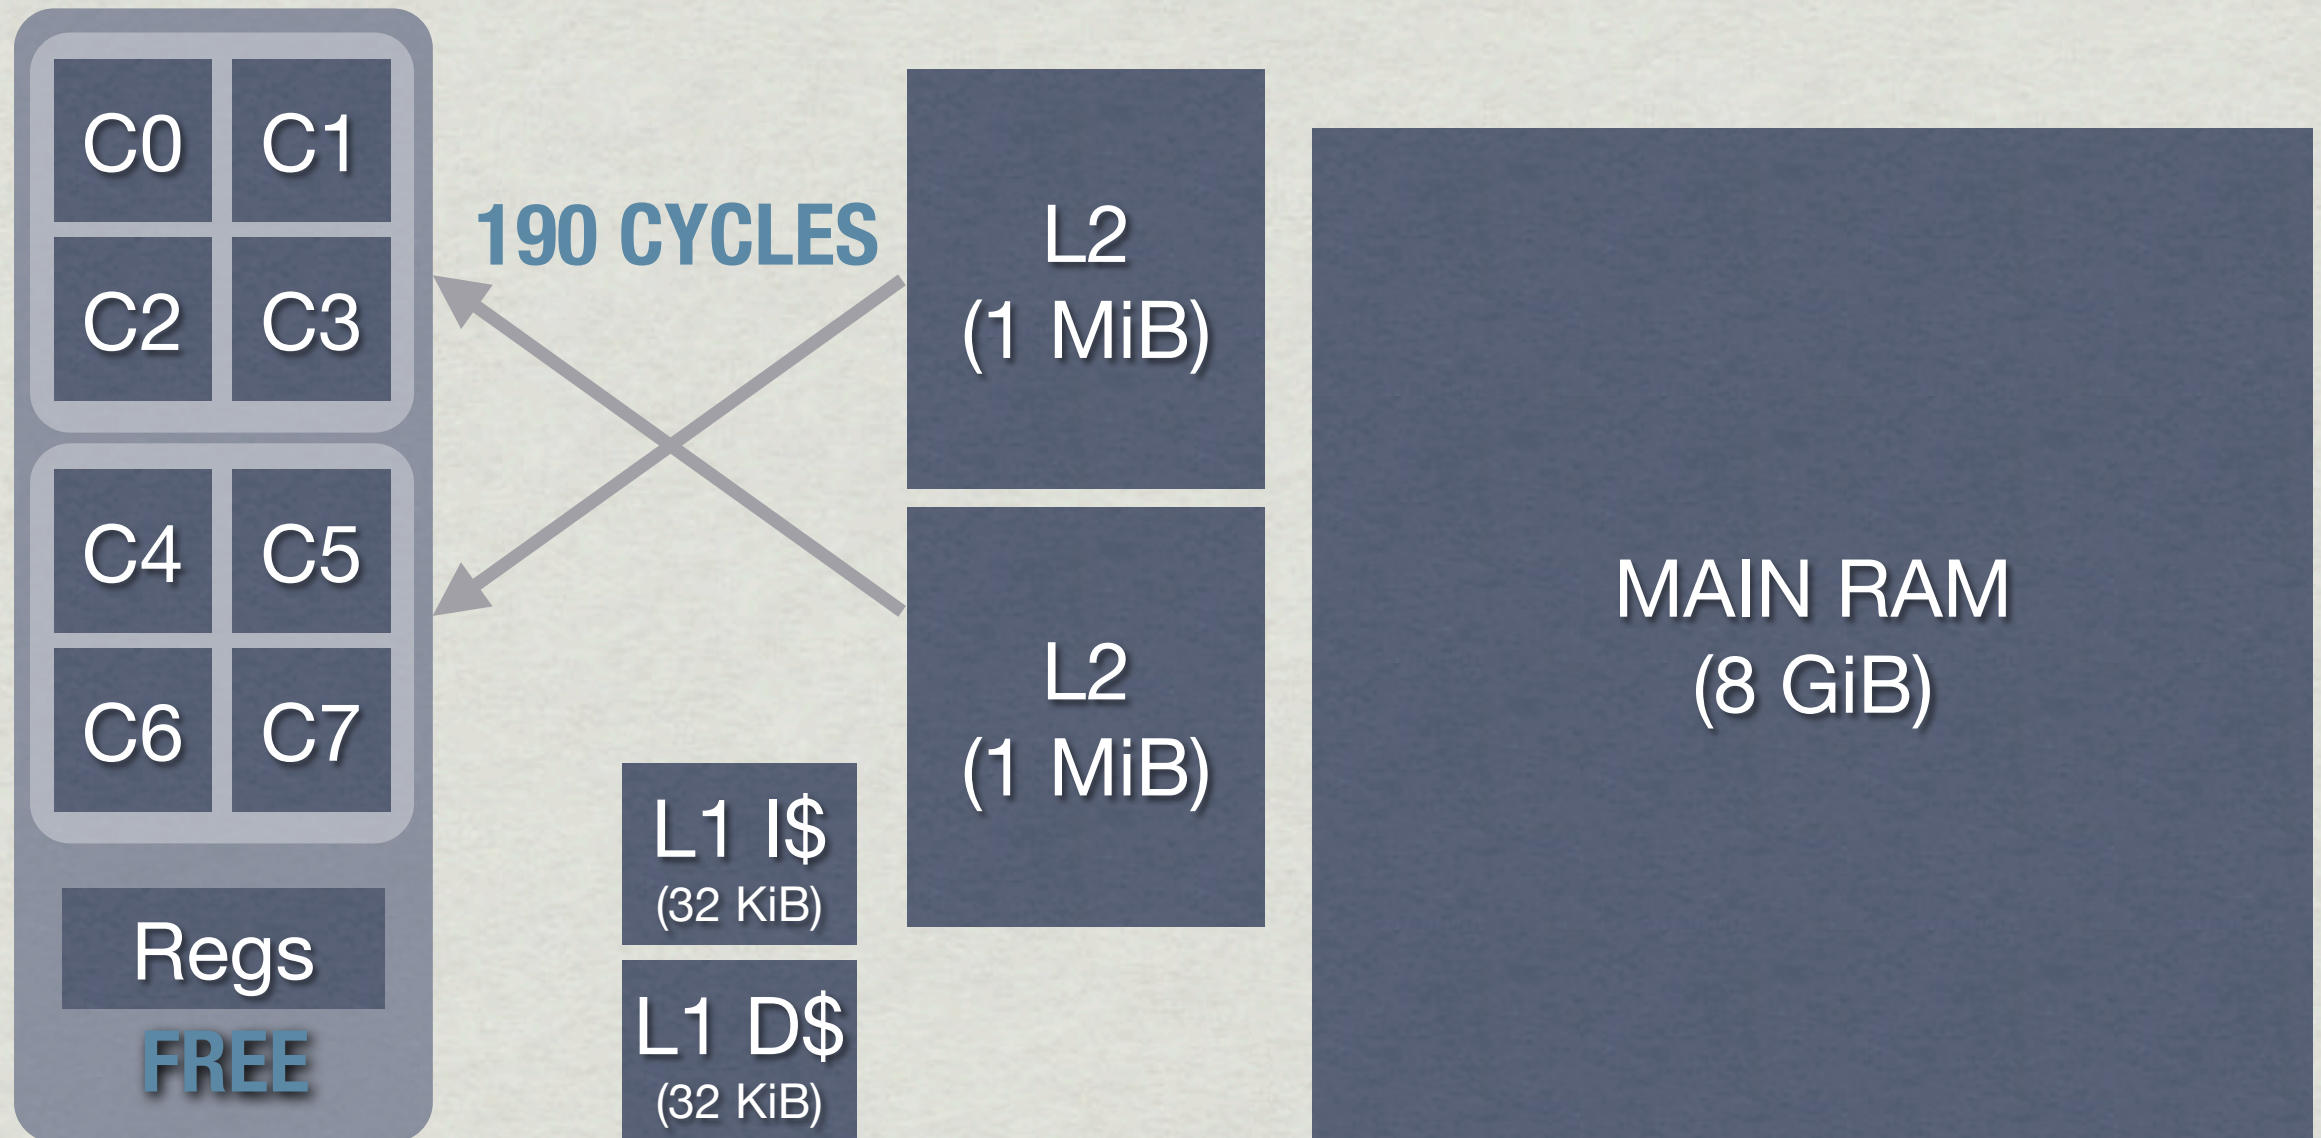 C0 C1
C2 C3
C4 C5
C6 C7
Regs
FREE
190 CYCLES
L1 I$
(32 KiB)
L1 D$
(32 KiB)
L2
(1 MiB)
L2
(1 MiB)
MAIN RAM
(8 GiB)